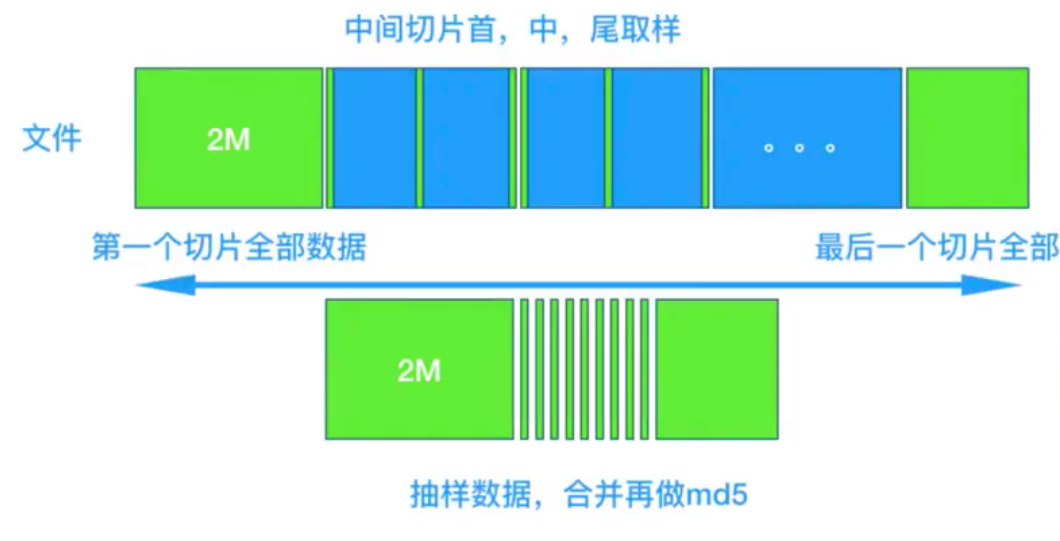 中间切片首，中，尾取样
文件
2M
。。。
第一个切片全部数据
最后一个切片全部
2M
抽样数据，合并再做md5